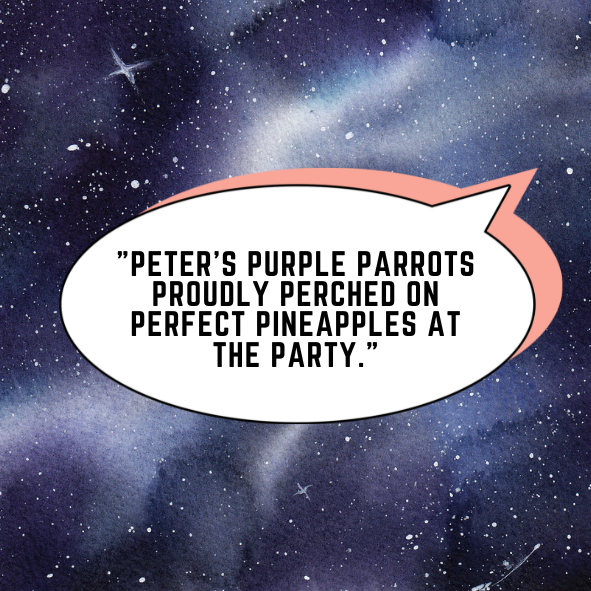 ”PETER’S PURPLE PARROTS
PROUDLY PERCHED ON
PERFECT PINEAPPLES AT
THE PARTY.”